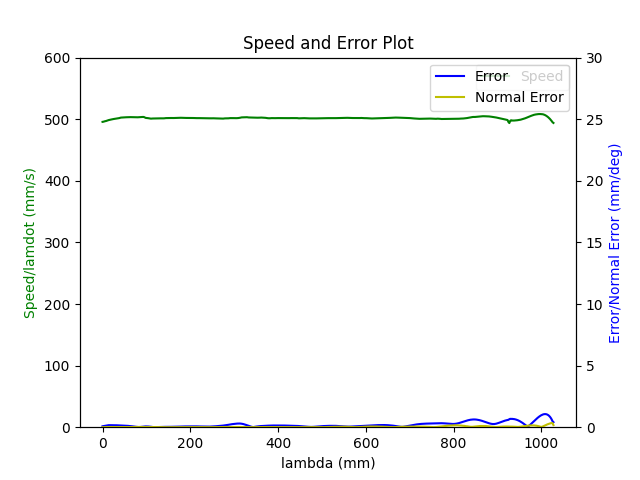 Speed and Error Plot
600
500
400
300
200
100
0
Speed/lamdot (mm/s)
30
25
20
15
10
5
0
Error/Normal Error (mm/deg)
Error
Speed
Normal Error
0 200 400 600 800 1000
lambda (mm)